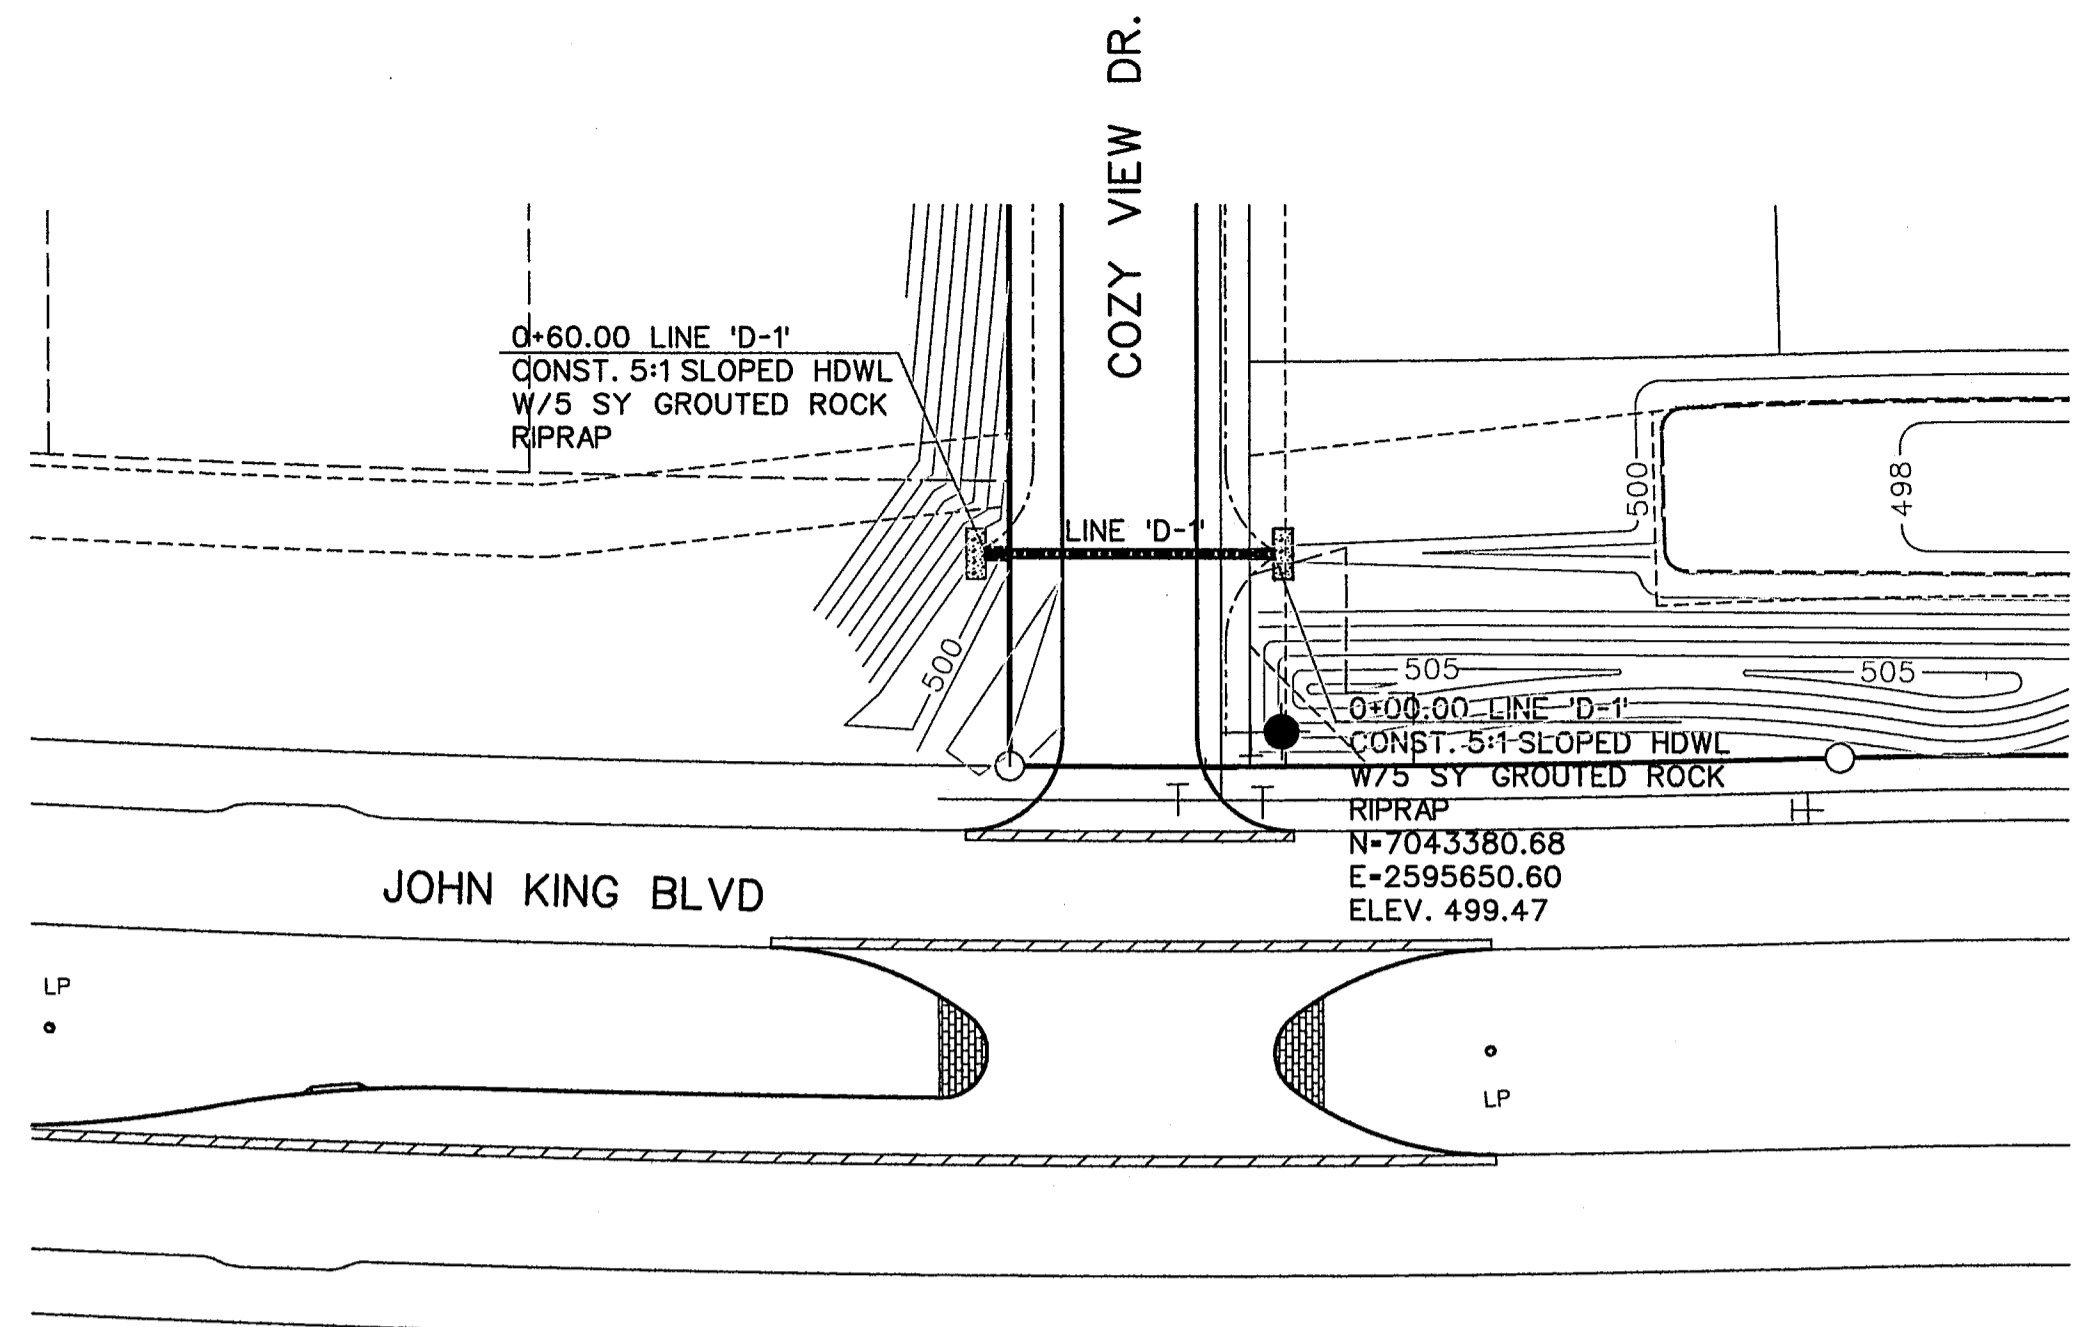 COZY VIEW DR.
0+60.00 LINE 'D-1'
CONST. 5:1 SLOPED HDWL
W/5 SY GROUTED ROCK
RIPRAP
500
498
LINE 'D-1'
500
505
505
0+00.00 LINE 'D-1'
CONST. 5:1 SLOPED HDWL
W/5 SY GROUTED ROCK
RIPRAP
N=7043380.68
E=2595650.60
ELEV. 499.47
JOHN KING BLVD
LP
LP